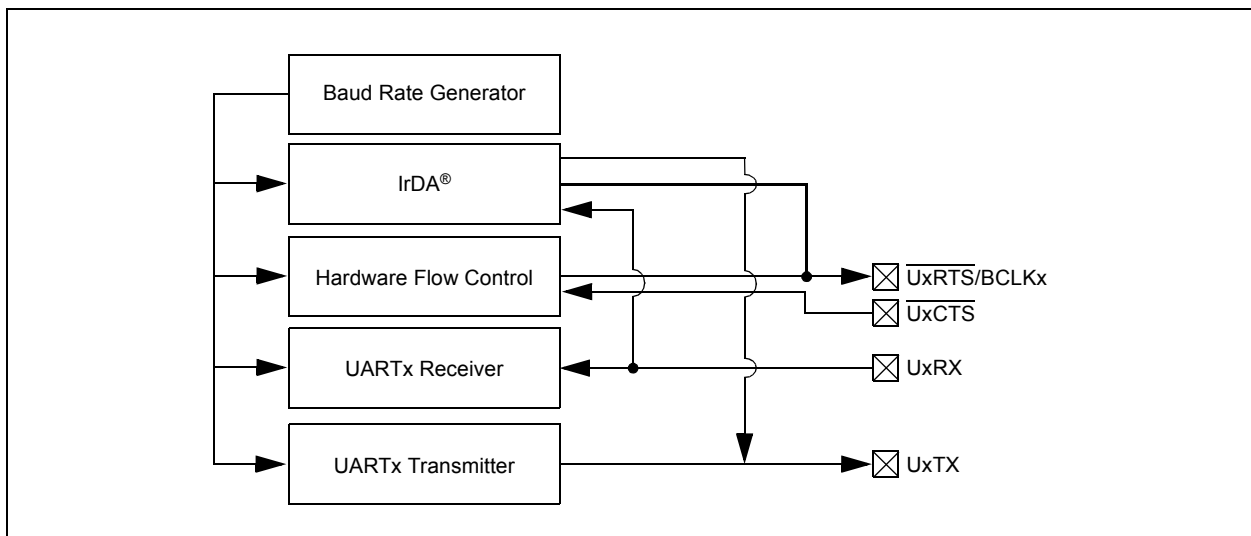 Baud Rate Generator
IrDA®
Hardware Flow Control
UxRTS/BCLKx
UxCTS
UARTx Receiver
UxRX
UARTx Transmitter
UxTX